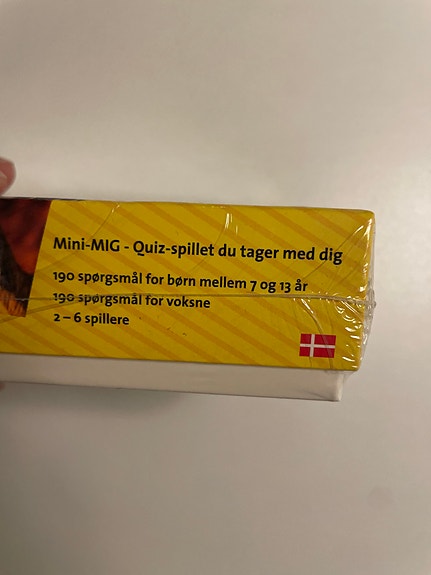 Mini-MIG - Quiz-spillet du tager med dig
190 spørgsmål for børn mellem 7 og 13 år
190 spørgsmål for voksne
2 – 6 spillere